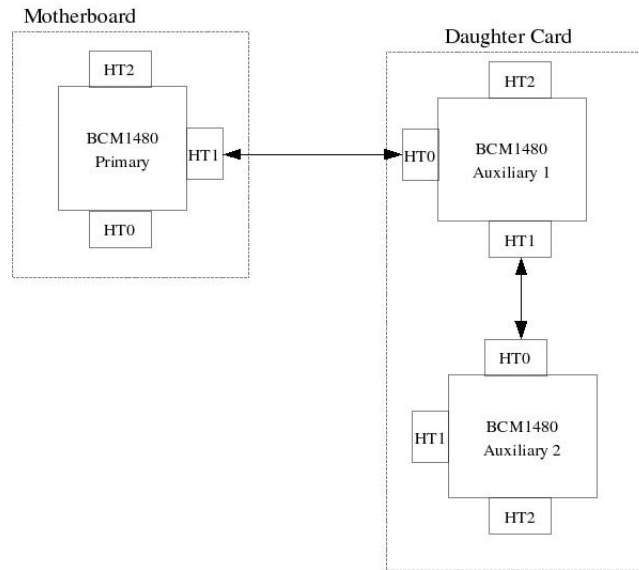 Motherboard
HT2
BCM1480
Primary
HT1
HT0
Daughter Card
HT2
HT0
BCM1480
Auxiliary 1
HT1
HT0
HT1
BCM1480
Auxiliary 2
HT2